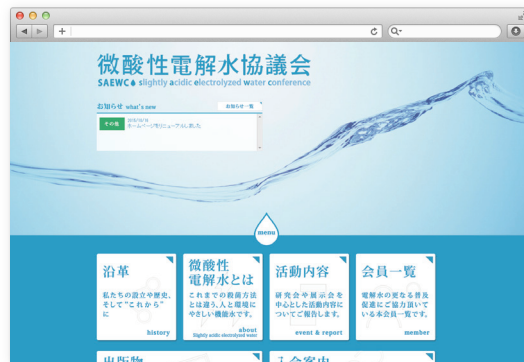 微酸性電解水協議会
SAEWC slightly acidic electrolyzed water conference
お知らせ what's new
お知らせ一覧
その他
ホームページをリニューアルしました
menu
沿革
私たちの設立や歴史、
そして"これから"
に
history
微酸性
電解水とは
これまでの殺菌方法
とは違う、人と環境に
やさしい機能水です。
about
Slightly acidic electrolyzed water
活動内容
研究会や展示会を
中心とした活動内容に
ついてご報告します。
event & report
会員一覧
電解水の更なる普及
促進にご協力頂いて
いる本会員一覧です。
member
出版物
入会案内